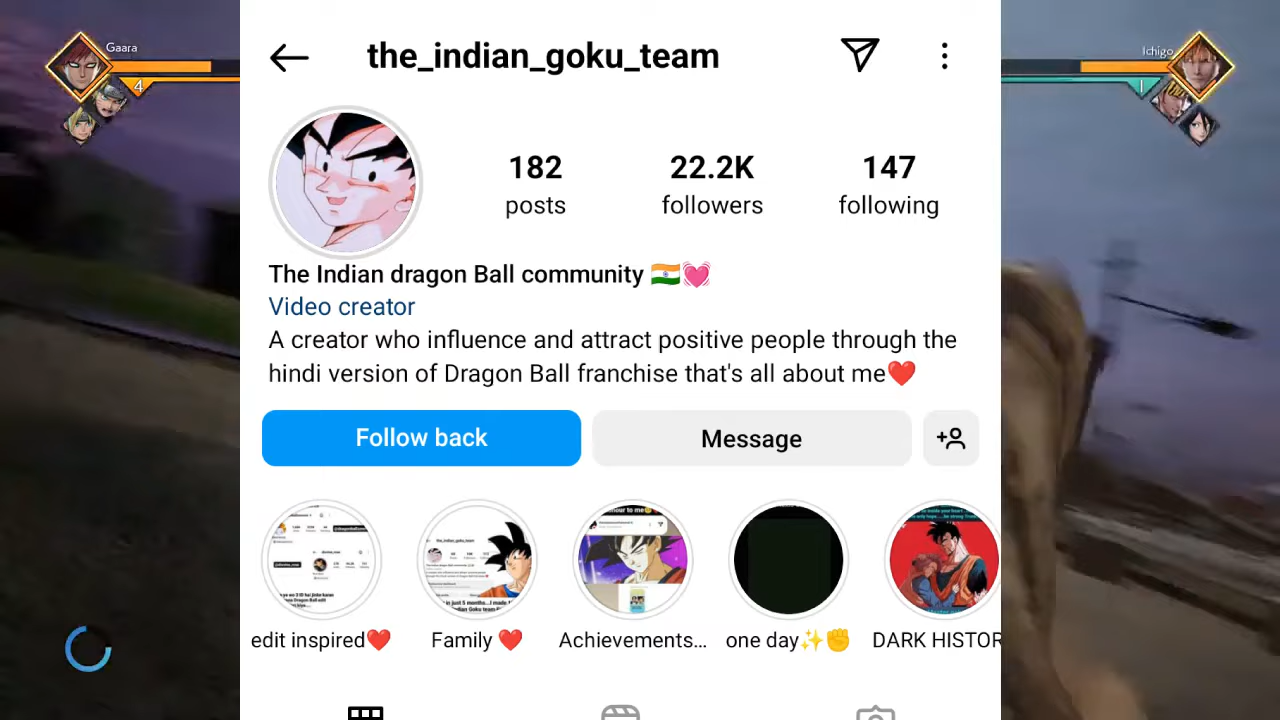 Gaara
4
Ichigo
1
the_indian_goku_team
182
posts
22.2K
followers
147
following
The Indian dragon Ball community 🇮🇳💓
Video creator
A creator who influence and attract positive people through the
hindi version of Dragon Ball franchise that's all about me❤️
Follow back
Message
edit inspired❤️
Family ❤️
Achievements...
one day✨✊
DARK HISTOR